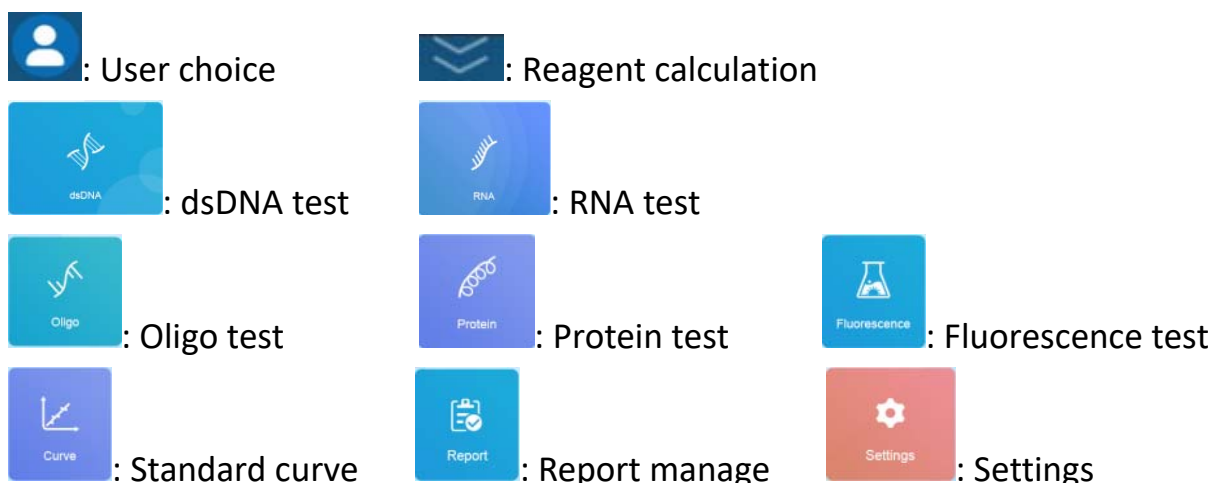 : User choice : Reagent calculation
dsDNA : dsDNA test RNA : RNA test
Oligo : Oligo test Protein : Protein test Fluorescence : Fluorescence test
Curve : Standard curve Report : Report manage Settings : Settings